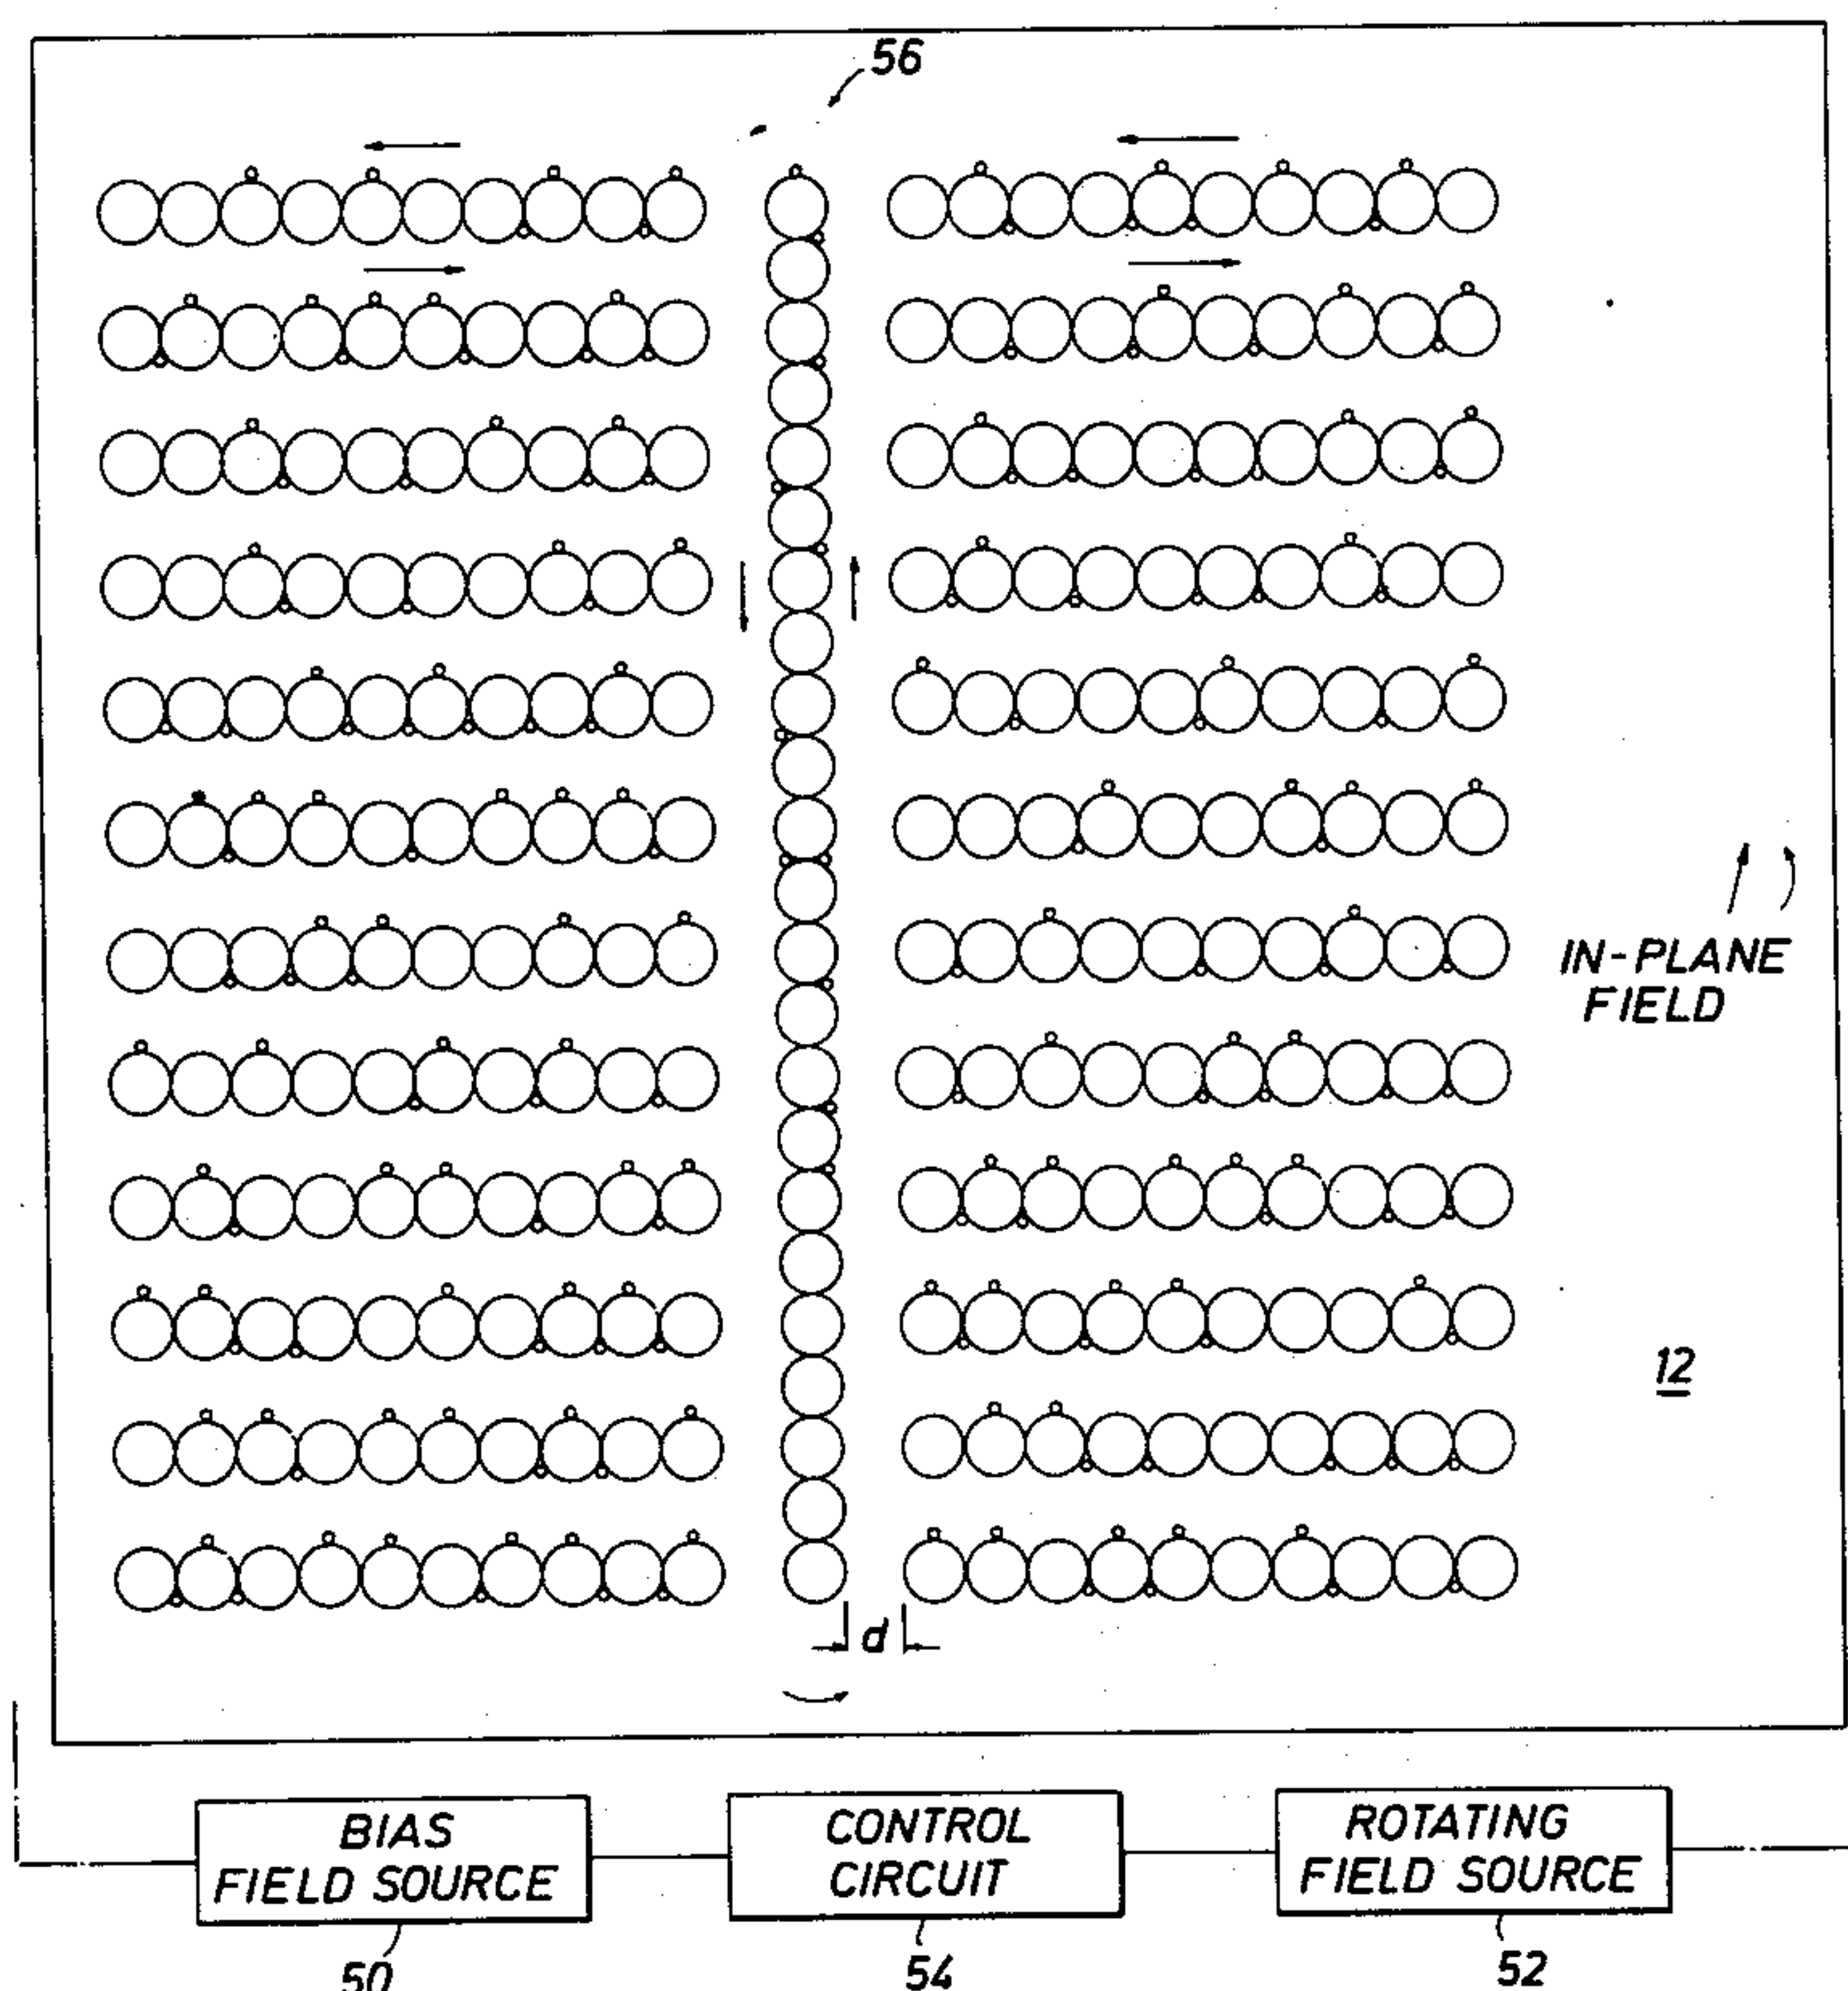 56
IN-PLANE
FIELD
12
d
BIAS
FIELD SOURCE
CONTROL
CIRCUIT
ROTATING
FIELD SOURCE
50
54
52